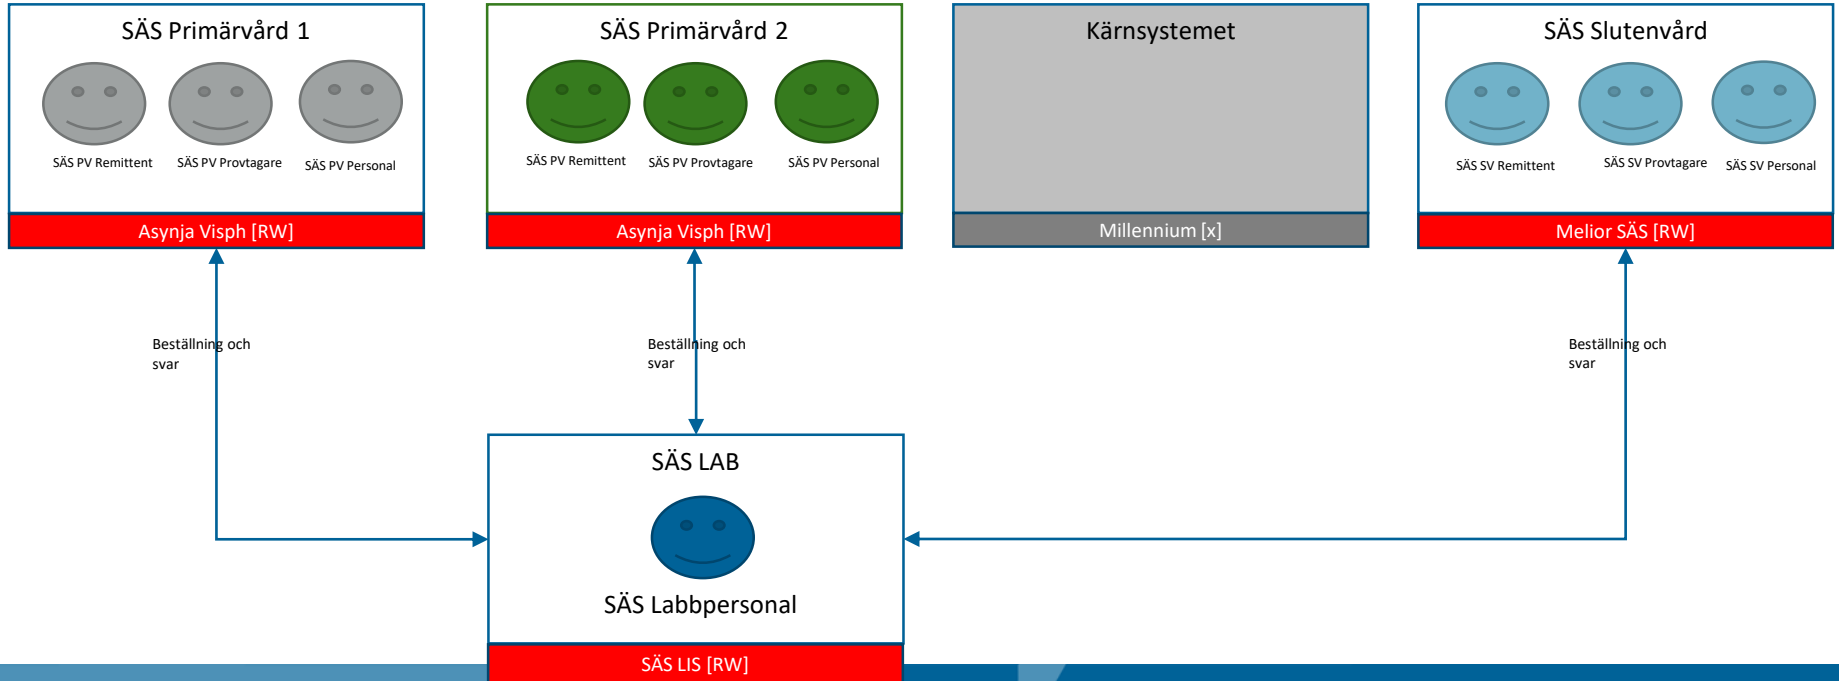 SÄS Primärvård 1
SÄS PV Remittent
SÄS PV Provtagare
SÄS PV Personal
Asynja Visph [RW]
SÄS Primärvård 2
SÄS PV Remittent
SÄS PV Provtagare
SÄS PV Personal
Asynja Visph [RW]
Kärnsystemet
Millennium [x]
SÄS Slutenvård
SÄS SV Remittent
SÄS SV Provtagare
SÄS SV Personal
Melior SÄS [RW]
Beställning och
svar
Beställning och
svar
Beställning och
svar
SÄS LAB
SÄS Labbpersonal
SÄS LIS [RW]